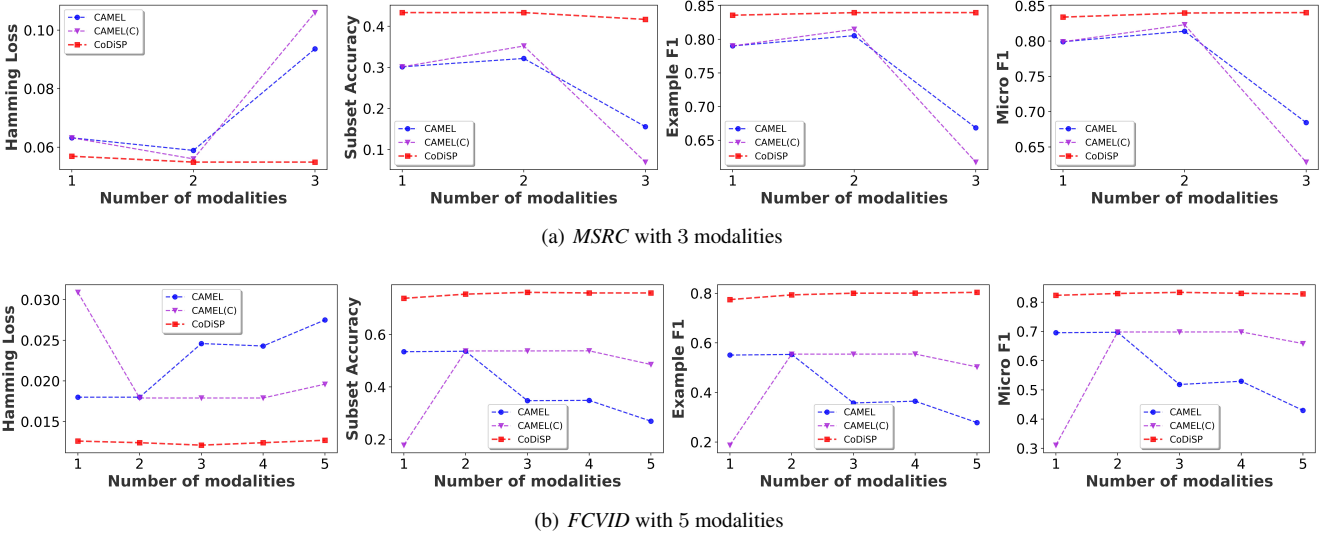 0.10
0.08
0.06
Hamming Loss
CAMEL
CAMEL(C)
CoDiSP
1 2 3
Number of modalities
0.4
0.3
0.2
0.1
Subset Accuracy
CAMEL
CAMEL(C)
CoDiSP
1 2 3
Number of modalities
0.85
0.80
0.75
0.70
0.65
Example F1
CAMEL
CAMEL(C)
CoDiSP
1 2 3
Number of modalities
0.85
0.80
0.75
0.70
0.65
Micro F1
CAMEL
CAMEL(C)
CoDiSP
1 2 3
Number of modalities
(a) MSRC with 3 modalities
0.030
0.025
0.020
0.015
Hamming Loss
CAMEL
CAMEL(C)
CoDiSP
1 2 3 4 5
Number of modalities
0.6
0.4
0.2
Subset Accuracy
CAMEL
CAMEL(C)
CoDiSP
1 2 3 4 5
Number of modalities
0.8
0.6
0.4
0.2
Example F1
CAMEL
CAMEL(C)
CoDiSP
1 2 3 4 5
Number of modalities
0.8
0.7
0.6
0.5
0.4
0.3
Micro F1
CAMEL
CAMEL(C)
CoDiSP
1 2 3 4 5
Number of modalities
(b) FCVID with 5 modalities